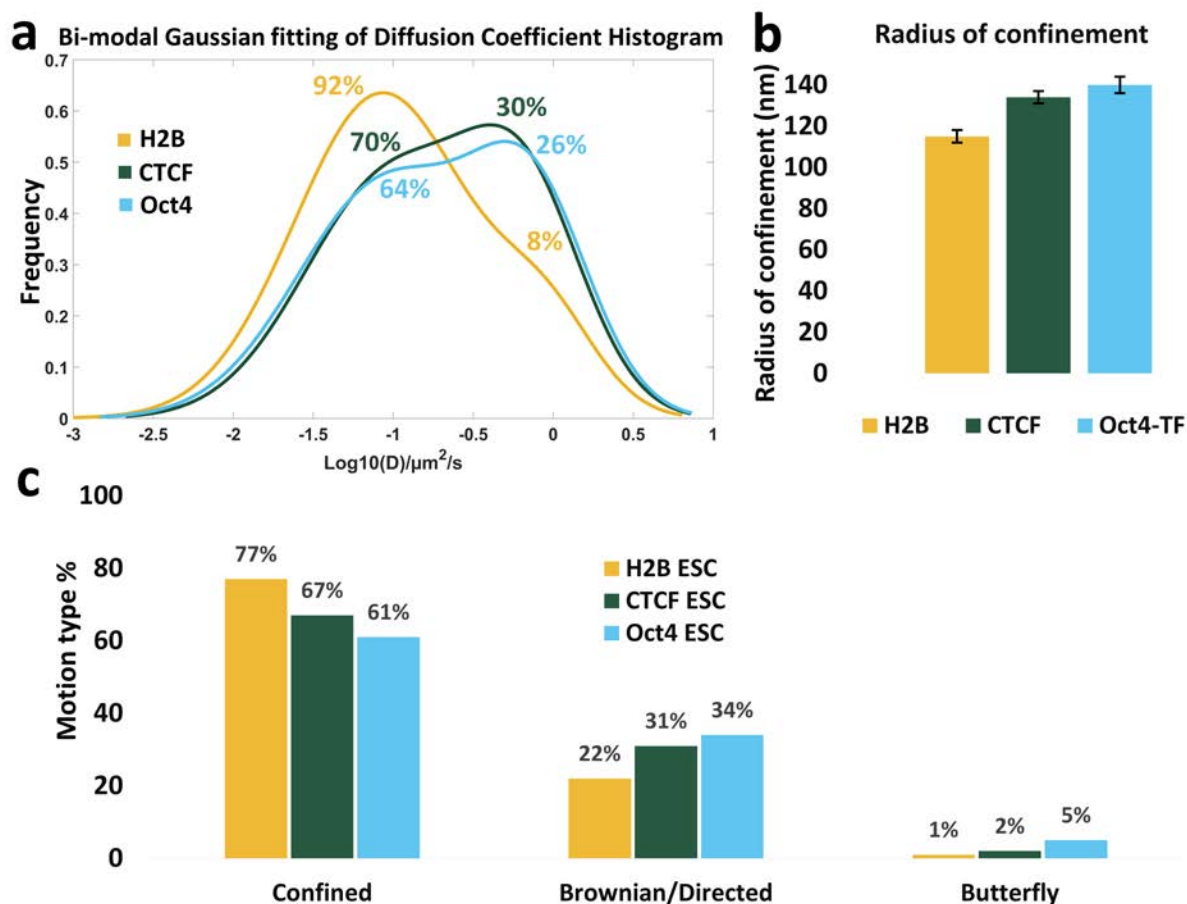 a
Bi-modal Gaussian fitting of Diffusion Coefficient Histogram
0.7
0.6
0.5
0.4
0.3
0.2
0.1
0
Frequency
92%
30%
70%
26%
64%
8%
H2B
CTCF
Oct4
-3 -2.5 -2 -1.5 -1 -0.5 0 0.5 1
Log10(D)/µm²/s
b
Radius of confinement
Radius of confinement (nm)
140
120
100
80
60
40
20
0
H2B CTCF Oct4-TF
c
Motion type %
100
80
60
40
20
0
77%
67%
61%
22%
31%
34%
1%
2%
5%
H2B ESC
CTCF ESC
Oct4 ESC
Confined Brownian/Directed Butterfly